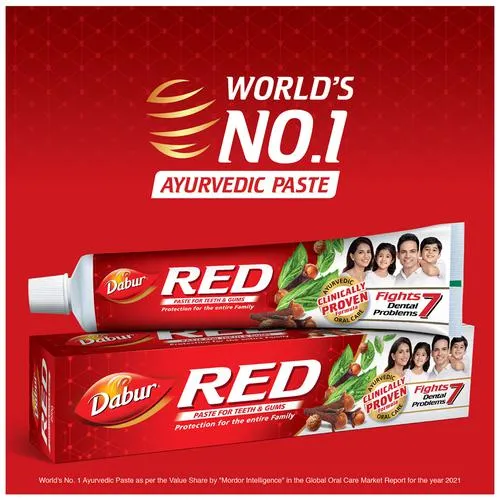 WORLD'S
NO.1
AYURVEDIC PASTE
Dabur
RED
PASTE FOR TEETH & GUMS
Protection for the entire Family
AYURVEDIC
CLINICALLY
PROVEN
Formula
ORAL CARE
Fights
Dental
Problems
7
Dabur
RED
PASTE FOR TEETH & GUMS
Protection for the entire Family
AYURVEDIC
CLINICALLY
PROVEN
Formula
ORAL CARE
Fights
Dental
Problems
7
World's No. 1 Ayurvedic Paste as per the Value Share by "Mordor Intelligence" in the Global Oral Care Market Report for the year 2021